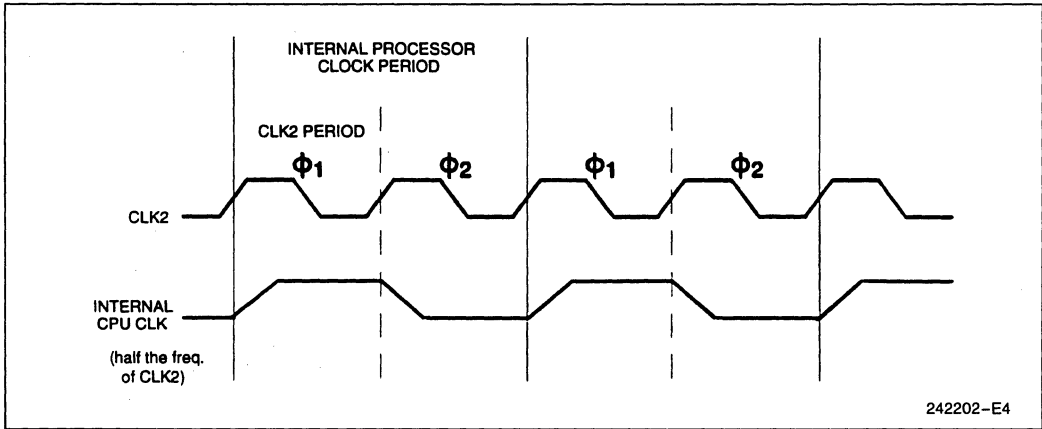 INTERNAL PROCESSOR
CLOCK PERIOD
CLK2 PERIOD
Φ1
Φ2
Φ1
Φ2
CLK2
INTERNAL
CPU CLK
(half the freq.
of CLK2)
242202–E4